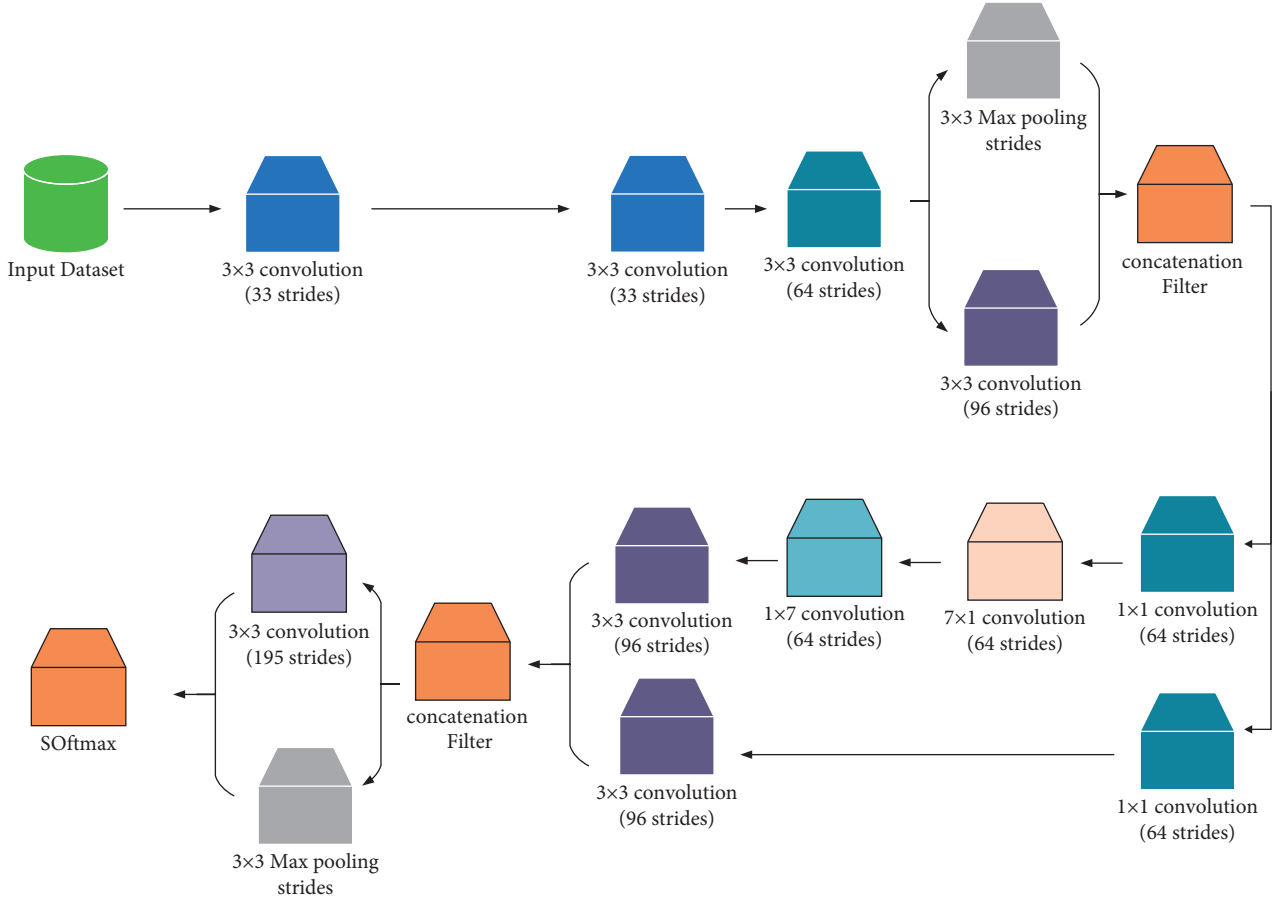 Input Dataset
3×3 convolution
(33 strides)
3×3 convolution
(33 strides)
3×3 convolution
(64 strides)
3×3 Max pooling
strides
3×3 convolution
(96 strides)
concatenation
Filter
1×1 convolution
(64 strides)
7×1 convolution
(64 strides)
1×7 convolution
(64 strides)
3×3 convolution
(96 strides)
1×1 convolution
(64 strides)
3×3 convolution
(96 strides)
concatenation
Filter
3×3 convolution
(195 strides)
3×3 Max pooling
strides
SOftmax